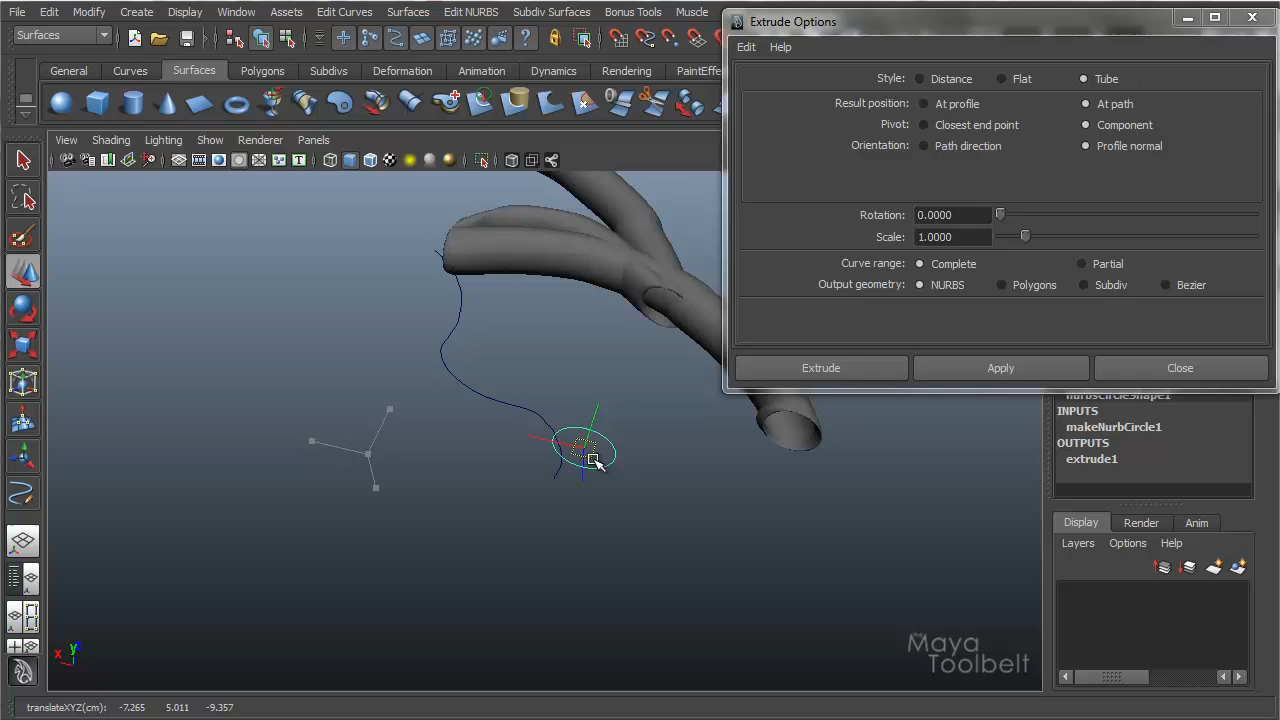 File Edit Modify Create Display Window Assets Edit Curves Surfaces Edit NURBS Subdiv Surfaces Bonus Tools Muscle
Extrude Options
Surfaces
Edit Help
General Curves Surfaces Polygons Subdivs Deformation Animation Dynamics Rendering PaintEffec
Style: Distance Flat Tube
Result position: At profile At path
Pivot: Closest end point Component
Orientation: Path direction Profile normal
View Shading Lighting Show Renderer Panels
Rotation: 0.0000
Scale: 1.0000
Curve range: Complete Partial
Output geometry: NURBS Polygons Subdiv Bezier
Extrude Apply Close
nurbsCircleShape1
INPUTS
makeNurbCircle1
OUTPUTS
extrude1
Display Render Anim
Layers Options Help
Maya
Toolbelt
x y
translateXYZ(cm): -7.265 5.011 -9.357